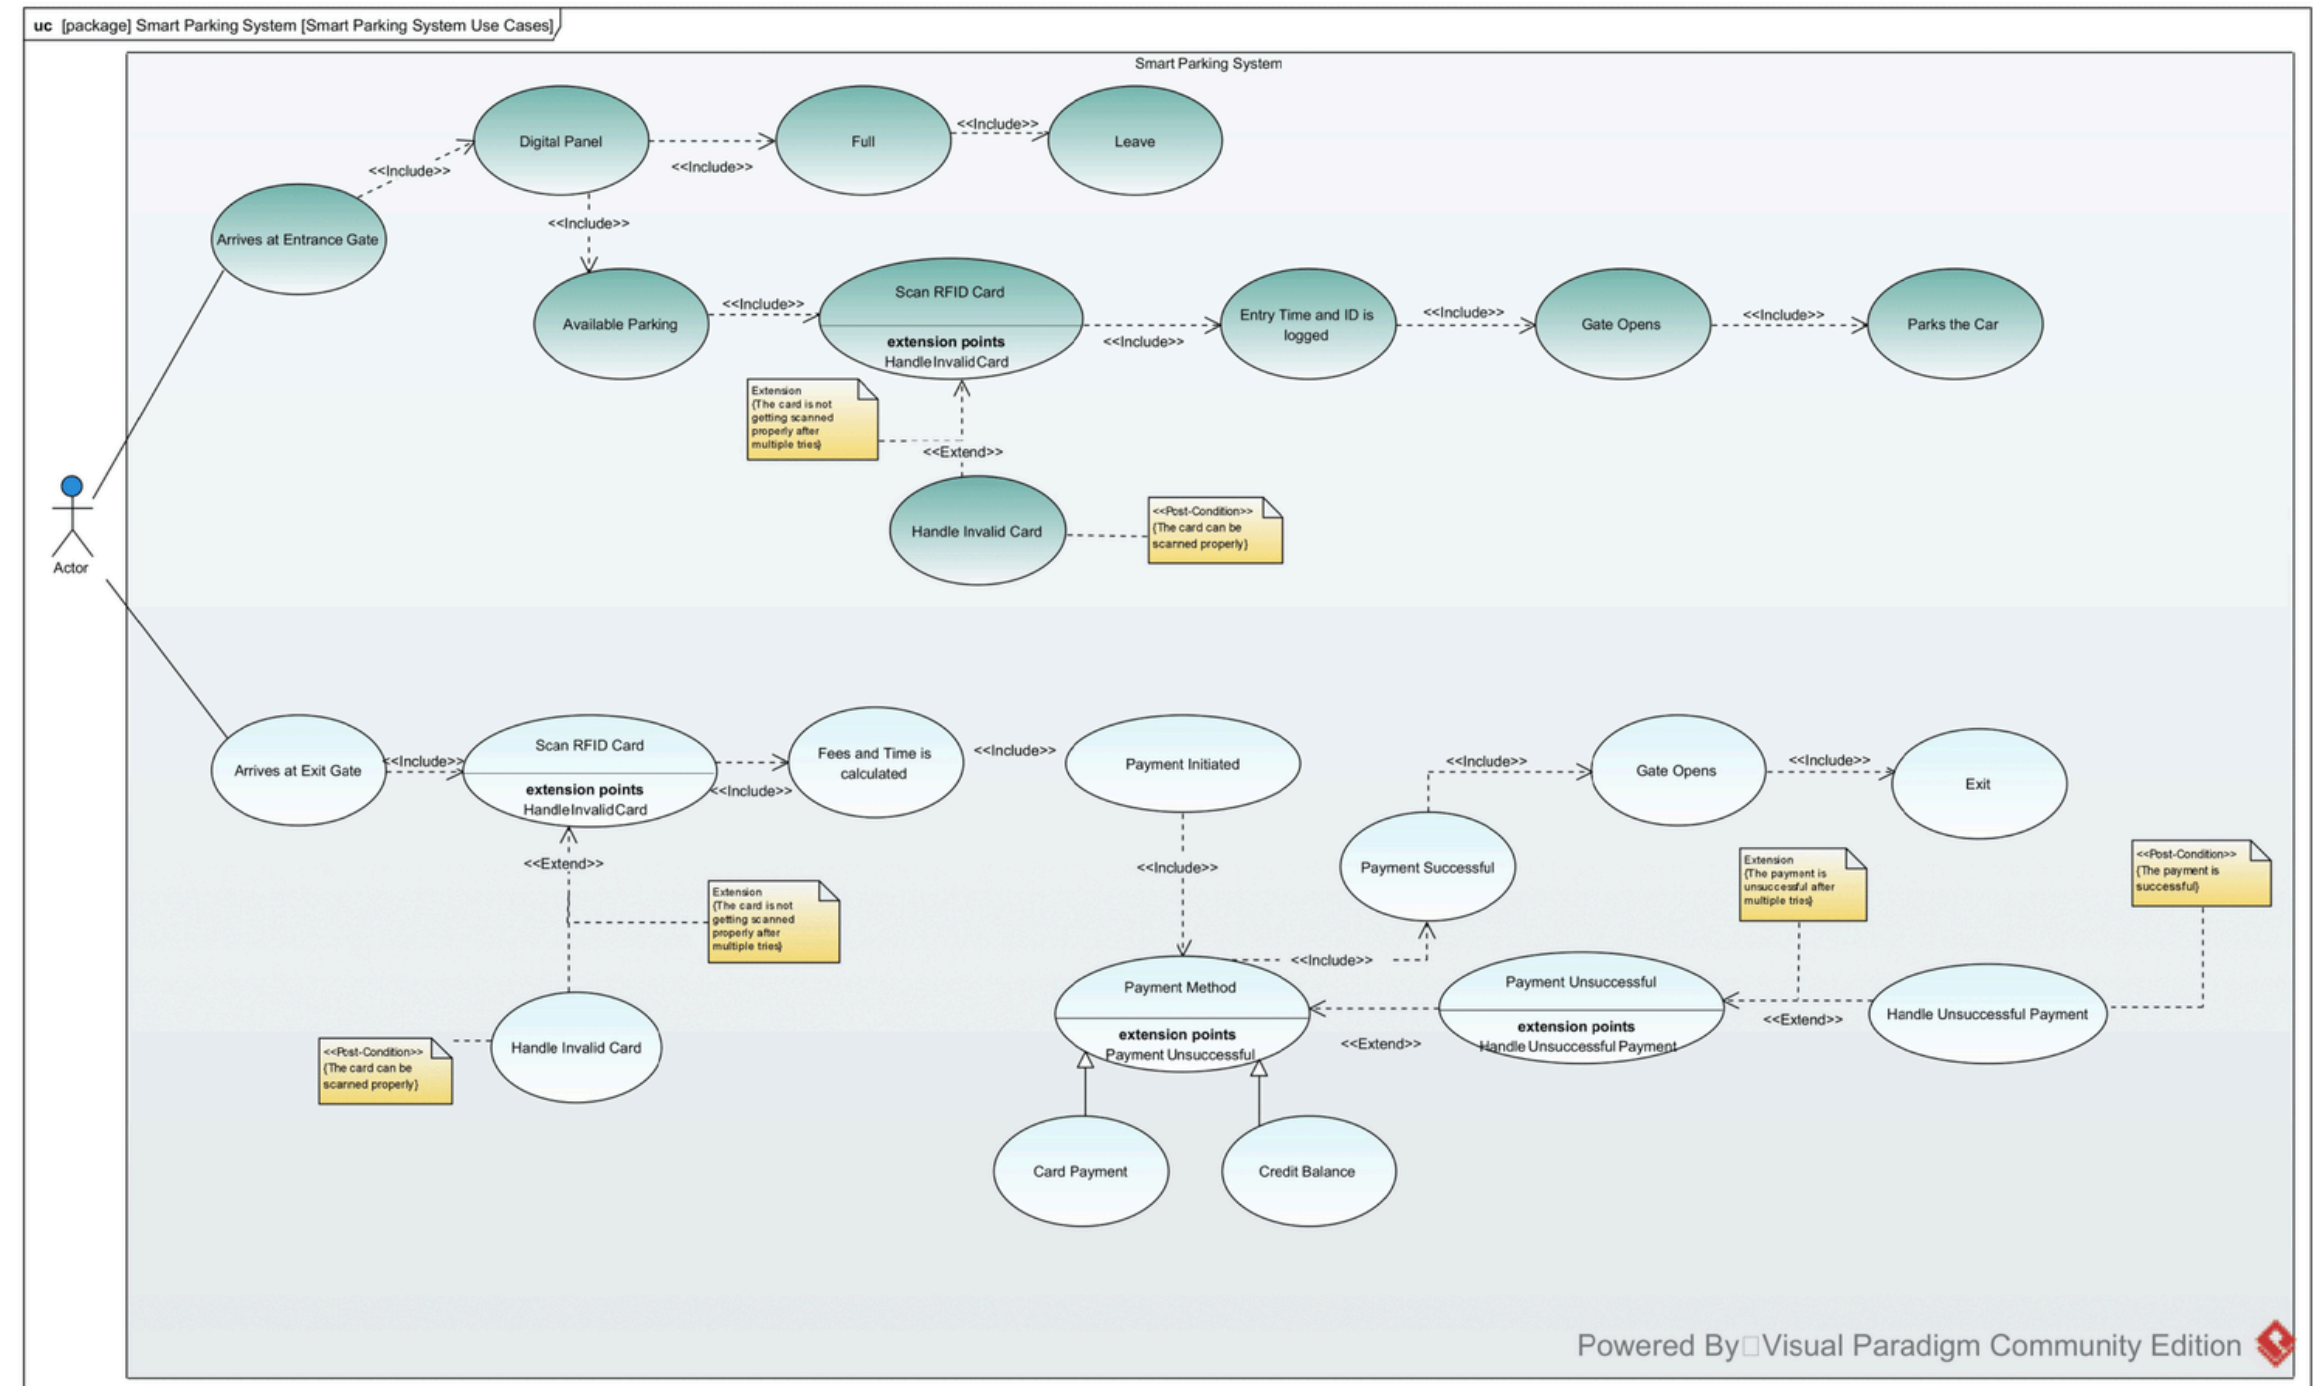 uc [package] Smart Parking System [Smart Parking System Use Cases]
Smart Parking System
Digital Panel
<<Include>>
Full
<<Include>>
Leave
<<Include>>
Arrives at Entrance Gate
<<Include>>
Available Parking
<<Include>>
Scan RFID Card
extension points
HandleInvalidCard
<<Include>>
Entry Time and ID is
logged
<<Include>>
Gate Opens
<<Include>>
Parks the Car
Extension
{The card is not
getting scanned
properly after
multiple tries}
<<Extend>>
Handle Invalid Card
<<Post-Condition>>
{The card can be
scanned properly}
Actor
Arrives at Exit Gate
<<Include>>
Scan RFID Card
extension points
HandleInvalidCard
<<Include>>
Fees and Time is
calculated
<<Include>>
Payment Initiated
<<Include>>
Gate Opens
<<Include>>
Exit
<<Extend>>
Extension
{The card is not
getting scanned
properly after
multiple tries}
Handle Invalid Card
<<Post-Condition>>
{The card can be
scanned properly}
<<Include>>
Payment Successful
Extension
{The payment is
unsuccessful after
multiple tries}
<<Post-Condition>>
{The payment is
successful}
<<Include>>
Payment Method
extension points
Payment Unsuccessful
<<Extend>>
Payment Unsuccessful
extension points
Handle Unsuccessful Payment
<<Extend>>
Handle Unsuccessful Payment
Card Payment
Credit Balance
Powered By□Visual Paradigm Community Edition